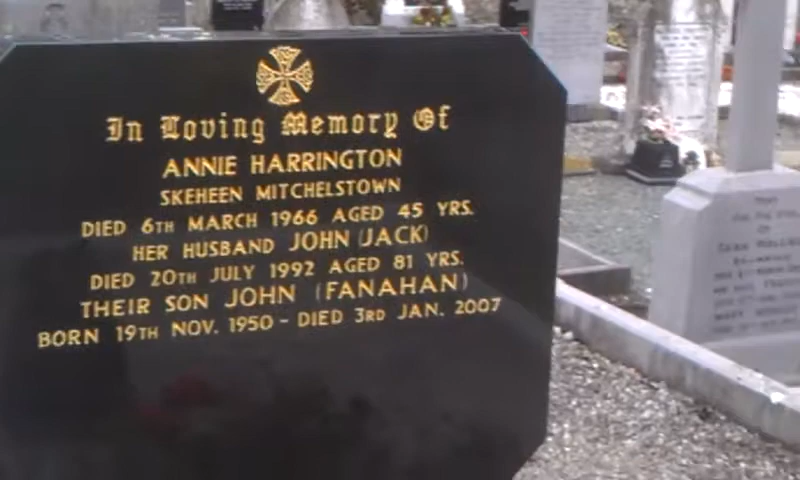 In Loving Memory Of
ANNIE HARRINGTON
SKEHEEN MITCHELSTOWN
DIED 6TH MARCH 1966 AGED 45 YRS.
HER HUSBAND JOHN (JACK)
DIED 20TH JULY 1992 AGED 81 YRS.
THEIR SON JOHN (FANAHAN)
BORN 19TH NOV. 1950 - DIED 3RD JAN. 2007